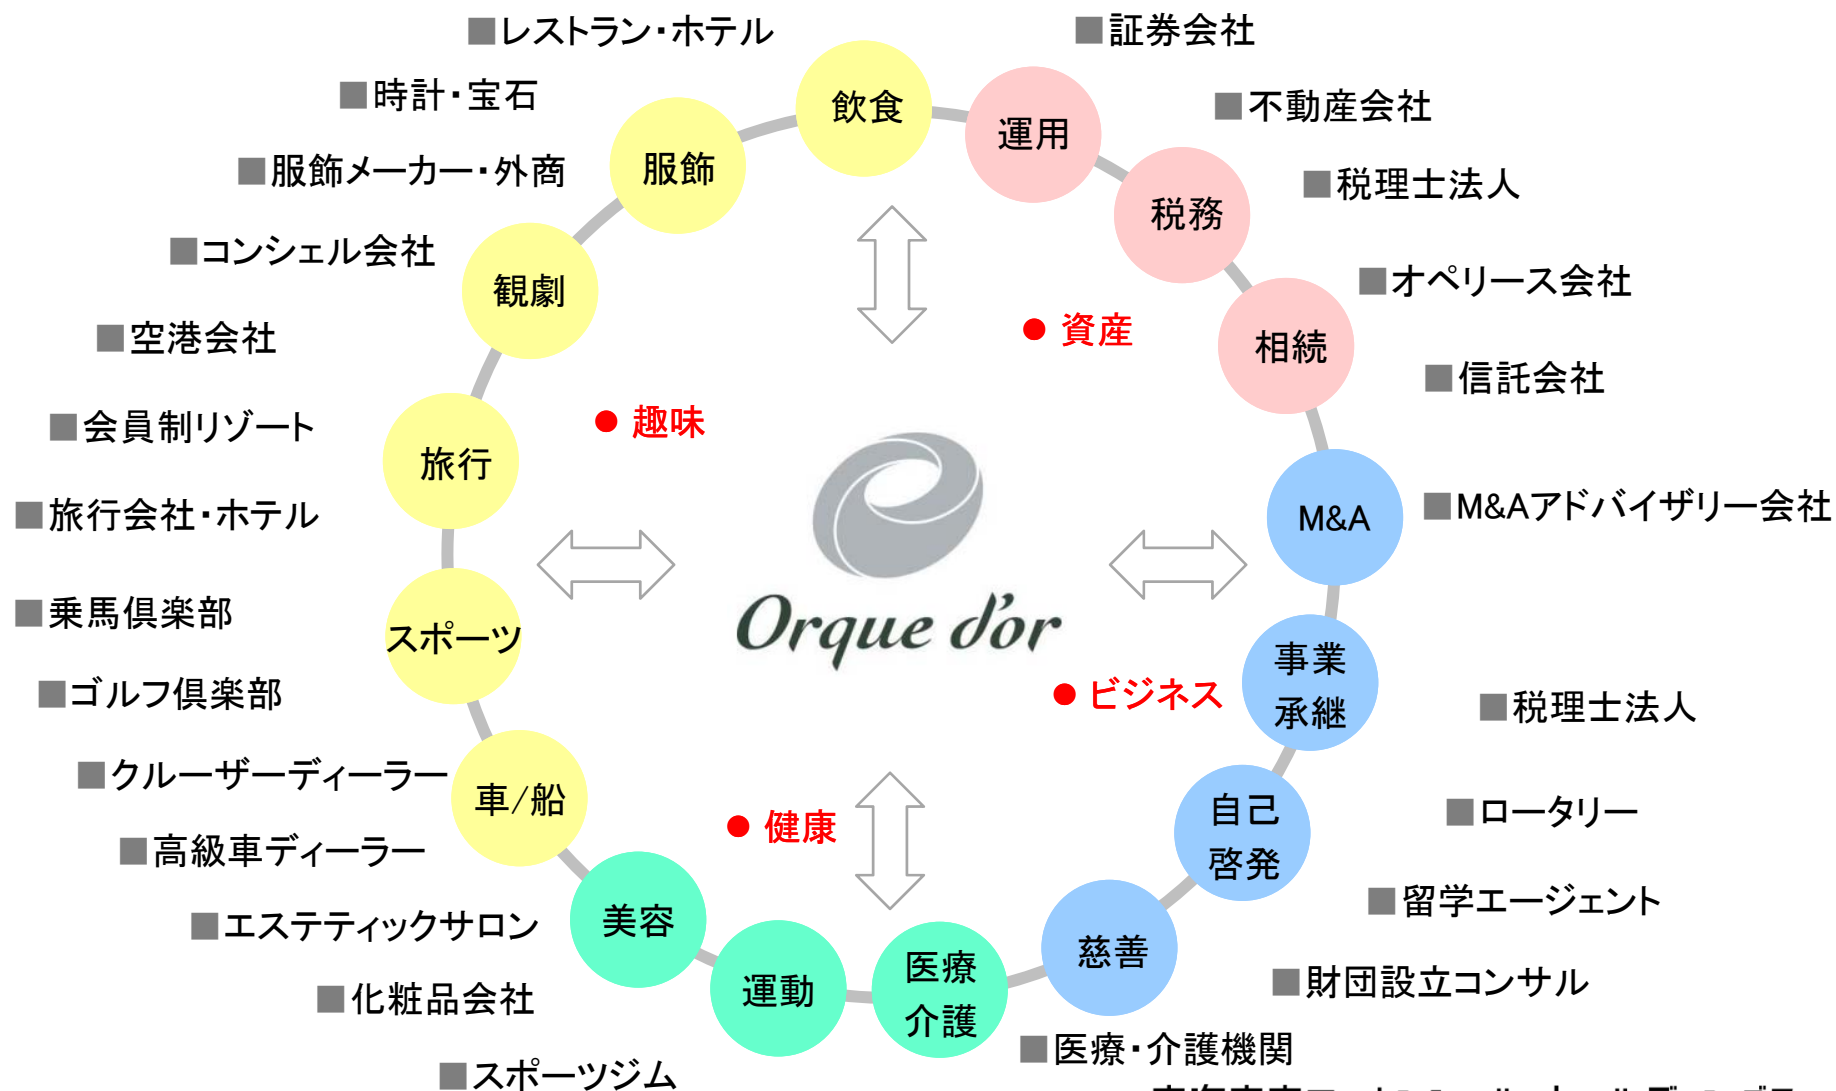 ■レストラン・ホテル
■証券会社
■時計・宝石
飲食
運用
■不動産会社
■服飾メーカー・外商
服飾
税務
■税理士法人
■コンシェル会社
観劇
■オペリース会社
● 資産
相続
■空港会社
■信託会社
● 趣味
■会員制リゾート
旅行
■旅行会社・ホテル
M&A
■M&Aアドバイザリー会社
Orque d'or
■乗馬倶楽部
スポーツ
事業
承継
■ゴルフ倶楽部
● ビジネス
■税理士法人
■クルーザーディーラー
車/船
● 健康
自己
啓発
■ロータリー
■高級車ディーラー
■エステティックサロン
美容
■留学エージェント
慈善
■化粧品会社
運動
医療
介護
■財団設立コンサル
■医療・介護機関
■スポーツジム